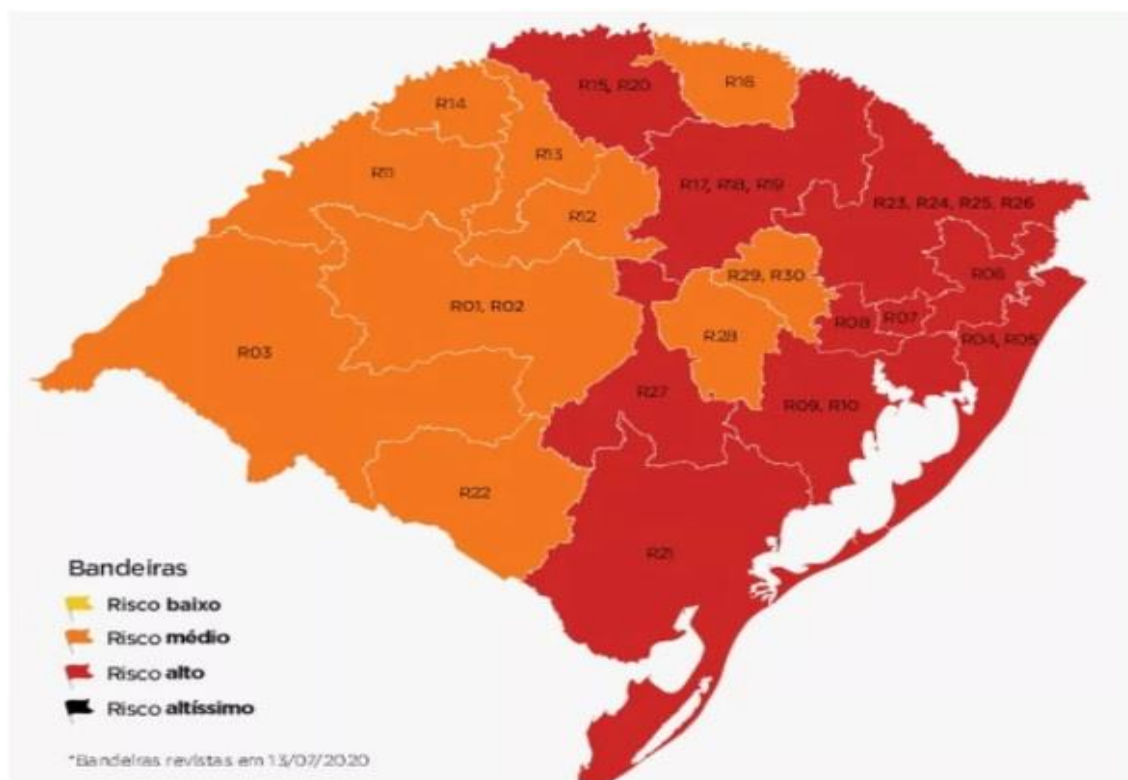 R15, R20
R16
R14
R13
R11
R17, R18, R19
R12
R23, R24, R25, R26
R29, R30
R06
R01, R02
R08
R07
R28
R04, R05
R03
R27
R09, R10
R22
R21
Bandeiras
Risco baixo
Risco médio
Risco alto
Risco altíssimo
*Bandeiras revistas em 13/07/2020